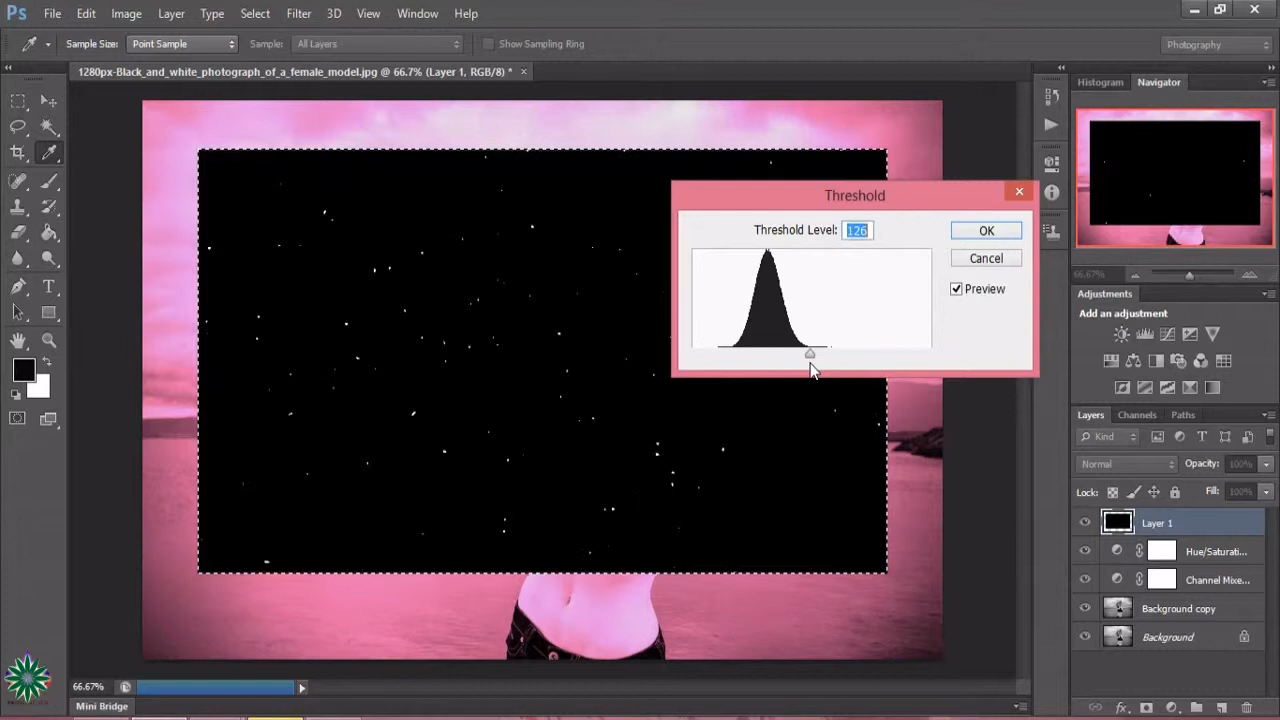 Ps File Edit Image Layer Type Select Filter 3D View Window Help
Sample Size: Point Sample Sample: All Layers Show Sampling Ring Photography
1280px-Black_and_white_photograph_of_a_female_model.jpg @ 66.7% (Layer 1, RGB/8) * ×
Histogram Navigator
Threshold
Threshold Level: 126 OK
Cancel
Preview
66.67%
Adjustments
Add an adjustment
Layers Channels Paths
Kind
Normal Opacity: 100%
Lock: Fill: 100%
Layer 1
Hue/Saturati...
Channel Mixe...
Background copy
Background
66.67%
Mini Bridge